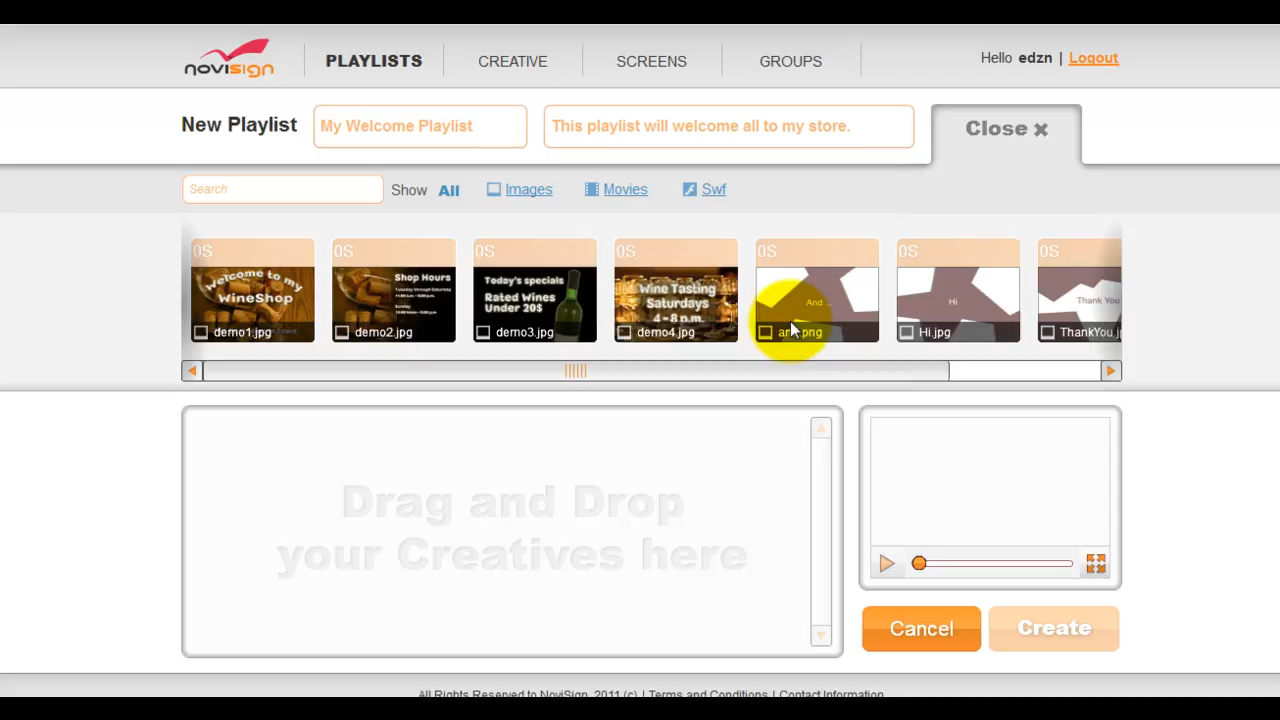 novisign
PLAYLISTS
CREATIVE
SCREENS
GROUPS
Hello edzn | Logout
New Playlist
My Welcome Playlist
This playlist will welcome all to my store.
Close ×
Search
Show All
Images
Movies
Swf
0S
Welcome to my
WineShop
demo1.jpg
0S
Shop Hours
demo2.jpg
0S
Today's specials
Rated Wines
Under 20$
demo3.jpg
0S
Wine Tasting
Saturdays
4-8 p.m.
demo4.jpg
0S
And ...
.png
0S
Hi
Hi.jpg
0S
Thank You
ThankYou.j
Drag and Drop
your Creatives here
Cancel
Create
All Rights Reserved to NoviSign, 2011 (c) | Terms and Conditions | Contact Information